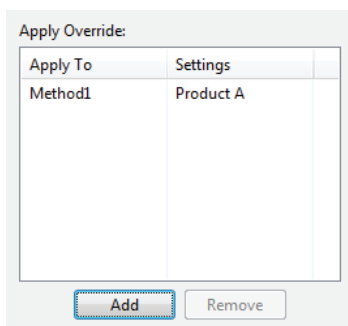 Apply Override:
Apply To Settings
Method1 Product A
Add Remove